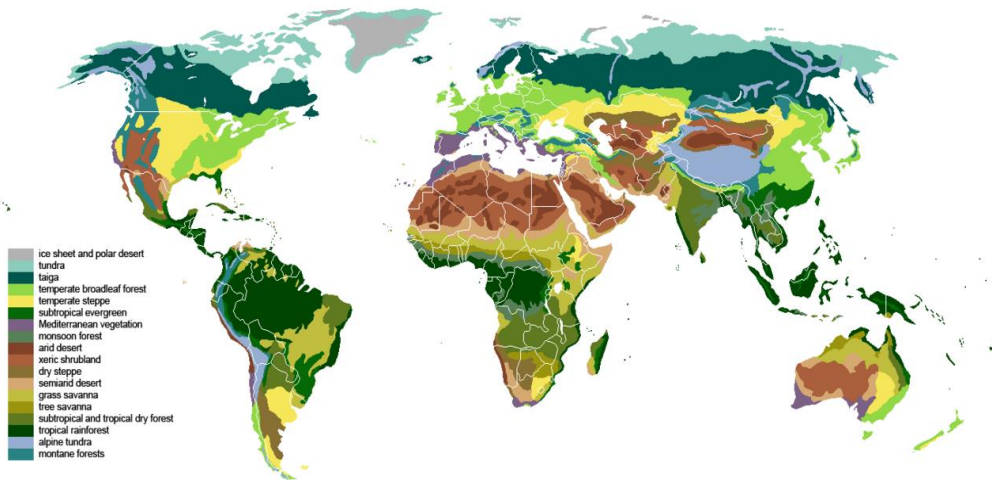 ice sheet and polar desert
tundra
taiga
temperate broadleaf forest
temperate steppe
subtropical evergreen
Mediterranean vegetation
monsoon forest
arid desert
xeric shrubland
dry steppe
semiarid desert
grass savanna
tree savanna
subtropical and tropical dry forest
tropical rainforest
alpine tundra
montane forests